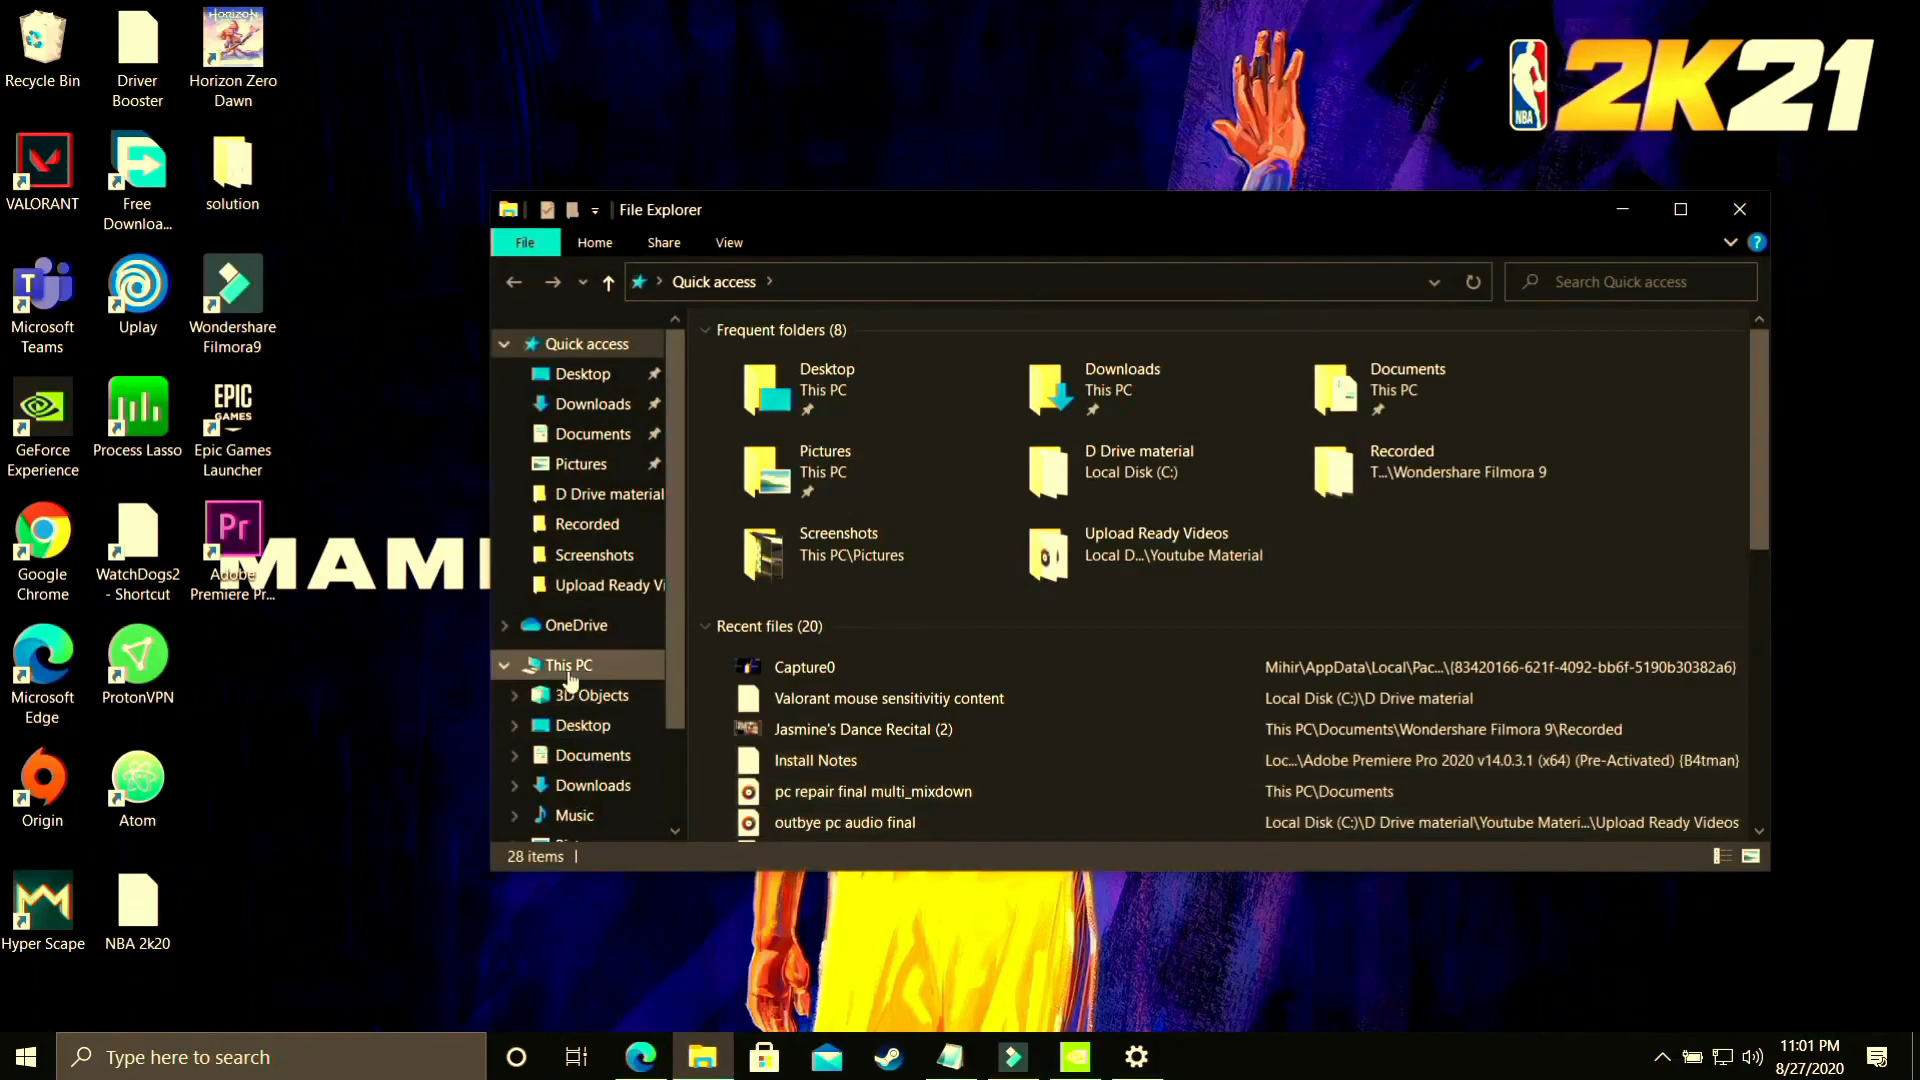 Recycle Bin
Driver
Booster
Horizon Zero
Dawn
HORIZON
VALORANT
Free
Downloa...
solution
Microsoft
Teams
Uplay
Wondershare
Filmora9
GeForce
Experience
Process Lasso
EPIC
GAMES
Epic Games
Launcher
Google
Chrome
WatchDogs2
- Shortcut
Pr
Adobe
Premiere Pr...
Microsoft
Edge
ProtonVPN
Origin
Atom
Hyper Scape
NBA 2k20
MAM
NBA
2K21
File Explorer
File
Home
Share
View
?
Quick access
Search Quick access
Quick access
Desktop
Downloads
Documents
Pictures
D Drive material
Recorded
Screenshots
Upload Ready Vi
OneDrive
This PC
3D Objects
Desktop
Documents
Downloads
Music
Frequent folders (8)
Desktop
This PC
Downloads
This PC
Documents
This PC
Pictures
This PC
D Drive material
Local Disk (C:)
Recorded
T...\Wondershare Filmora 9
Screenshots
This PC\Pictures
Upload Ready Videos
Local D...\Youtube Material
Recent files (20)
Capture0 Mihir\AppData\Local\Pac...\{83420166-621f-4092-bb6f-5190b30382a6}
Valorant mouse sensitivitiy content Local Disk (C:)\D Drive material
Jasmine's Dance Recital (2) This PC\Documents\Wondershare Filmora 9\Recorded
Install Notes Loc...\Adobe Premiere Pro 2020 v14.0.3.1 (x64) (Pre-Activated) {B4tman}
pc repair final multi_mixdown This PC\Documents
outbye pc audio final Local Disk (C:)\D Drive material\Youtube Materi...\Upload Ready Videos
28 items
Type here to search
11:01 PM
8/27/2020